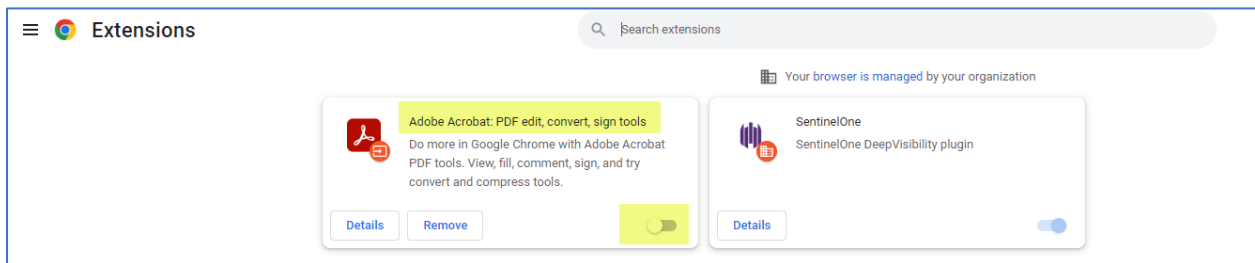 Extensions
Search extensions
Your browser is managed by your organization
Adobe Acrobat: PDF edit, convert, sign tools
Do more in Google Chrome with Adobe Acrobat
PDF tools. View, fill, comment, sign, and try
convert and compress tools.
Details
Remove
SentinelOne
SentinelOne DeepVisibility plugin
Details